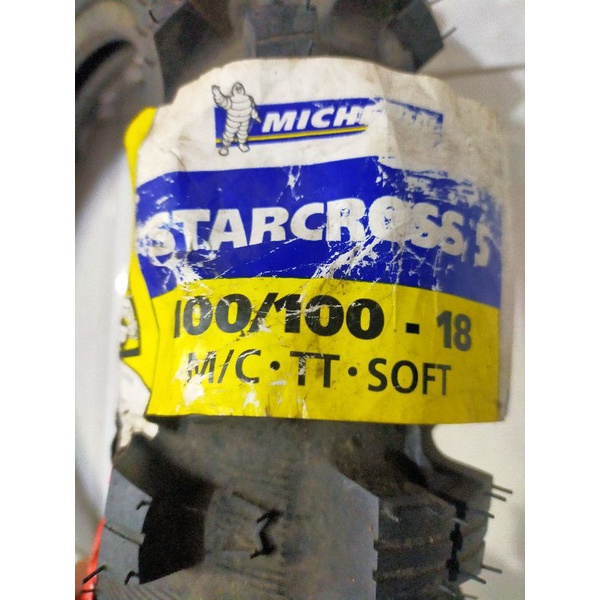 MICH
STARCROSS 5
100/100 - 18
M/C • TT • SOFT